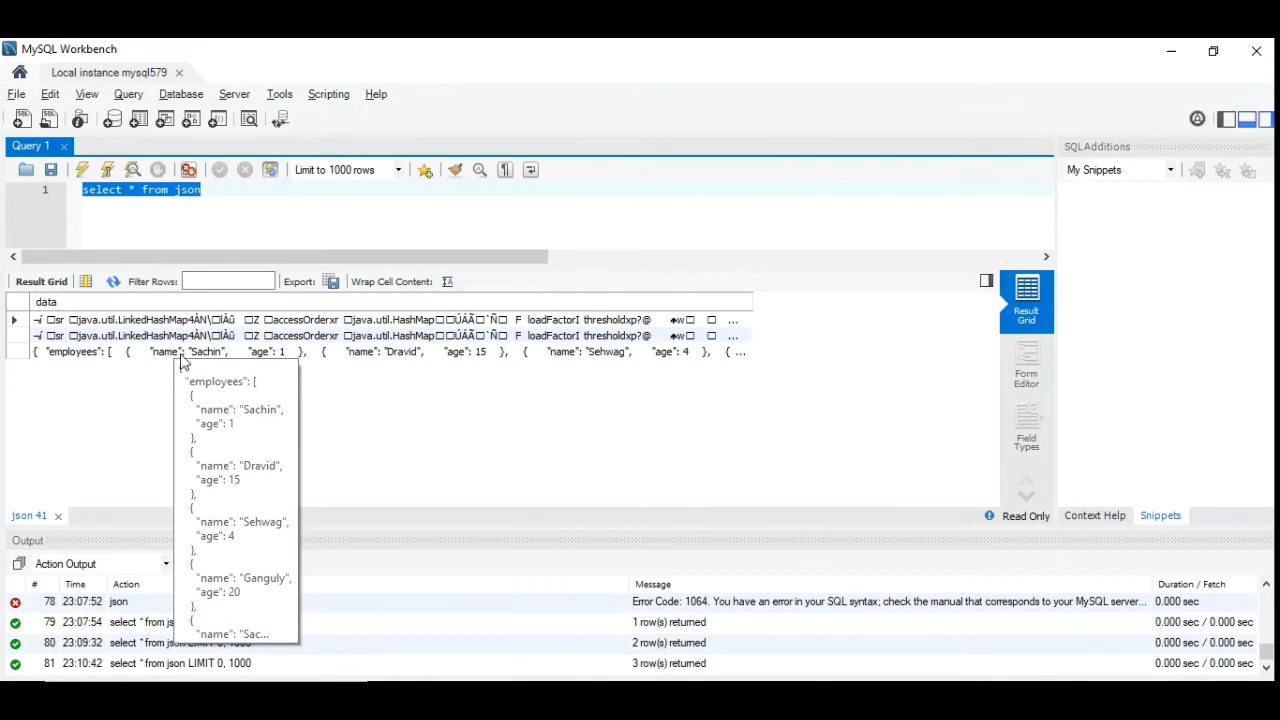 MySQL Workbench
Local instance mysql579
File Edit View Query Database Server Tools Scripting Help
Query 1
SQLAdditions
Limit to 1000 rows
My Snippets
1 select * from json
Result Grid Filter Rows: Export: Wrap Cell Content:
data
java.util.LinkedHashMap4ÀN\ accessOrderxr java.util.HashMap F loadFactorI thresholdxp?@ ...
java.util.LinkedHashMap4ÀN\ accessOrderxr java.util.HashMap F loadFactorI thresholdxp?@ ...
{ "employees": [ { "name": "Sachin", "age": 1 }, { "name": "Dravid", "age": 15 }, { "name": "Sehwag", "age": 4 }, { ...
"employees": [
{
"name": "Sachin",
"age": 1
},
{
"name": "Dravid",
"age": 15
},
{
"name": "Sehwag",
"age": 4
},
{
"name": "Ganguly",
"age": 20
},
{
"name": "Sac...
Result Grid
Form Editor
Field Types
json 41
Read Only
Context Help Snippets
Output
Action Output
# Time Action Message Duration / Fetch
78 23:07:52 json Error Code: 1064. You have an error in your SQL syntax; check the manual that corresponds to your MySQL server... 0.000 sec
79 23:07:54 select * from js 1 row(s) returned 0.000 sec / 0.000 sec
80 23:09:32 select * from json LIMIT 0, 1000 2 row(s) returned 0.000 sec / 0.000 sec
81 23:10:42 select * from json LIMIT 0, 1000 3 row(s) returned 0.000 sec / 0.000 sec